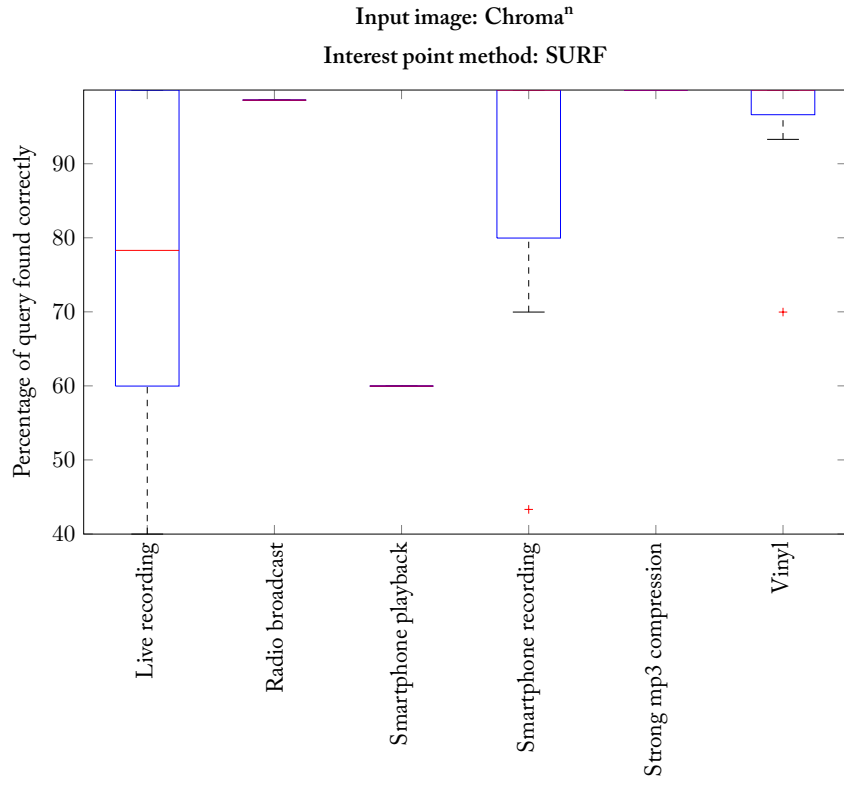 Input image: Chromaⁿ
Interest point method: SURF
Percentage of query found correctly
90
80
70
60
50
40
Live recording
Radio broadcast
Smartphone playback
Smartphone recording
Strong mp3 compression
Vinyl